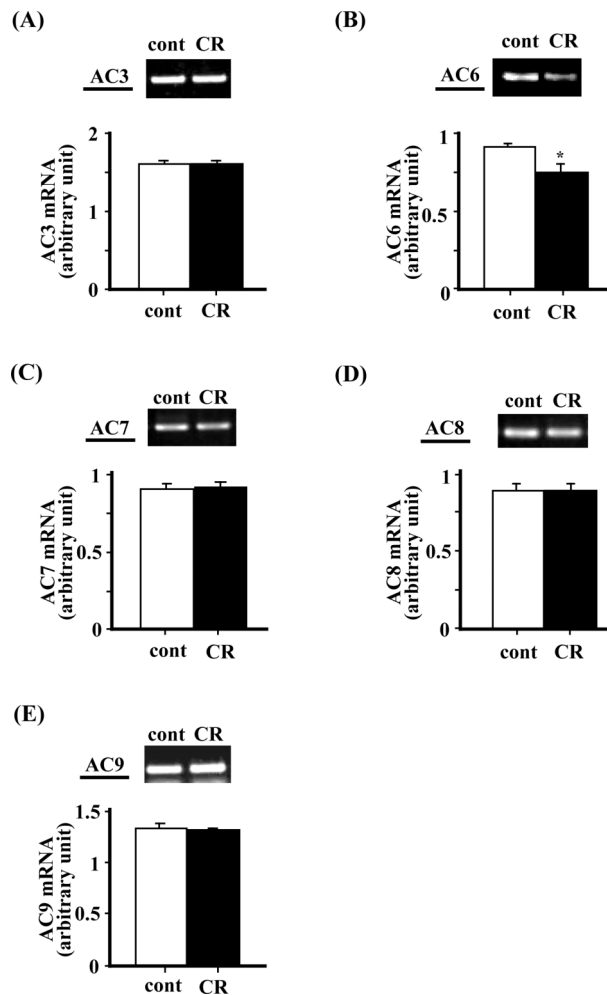 (A)
cont CR
AC3
AC3 mRNA
(arbitrary unit)
2
1
0
cont CR
(B)
cont CR
AC6
AC6 mRNA
(arbitrary unit)
1
0.5
1
*
cont CR
(C)
cont CR
AC7
AC7 mRNA
(arbitrary unit)
1
0.5
0
cont CR
(D)
cont CR
AC8
AC8 mRNA
(arbitrary unit)
1
0.5
0
cont CR
(E)
cont CR
AC9
AC9 mRNA
(arbitrary unit)
1.5
1
0.5
0
cont CR